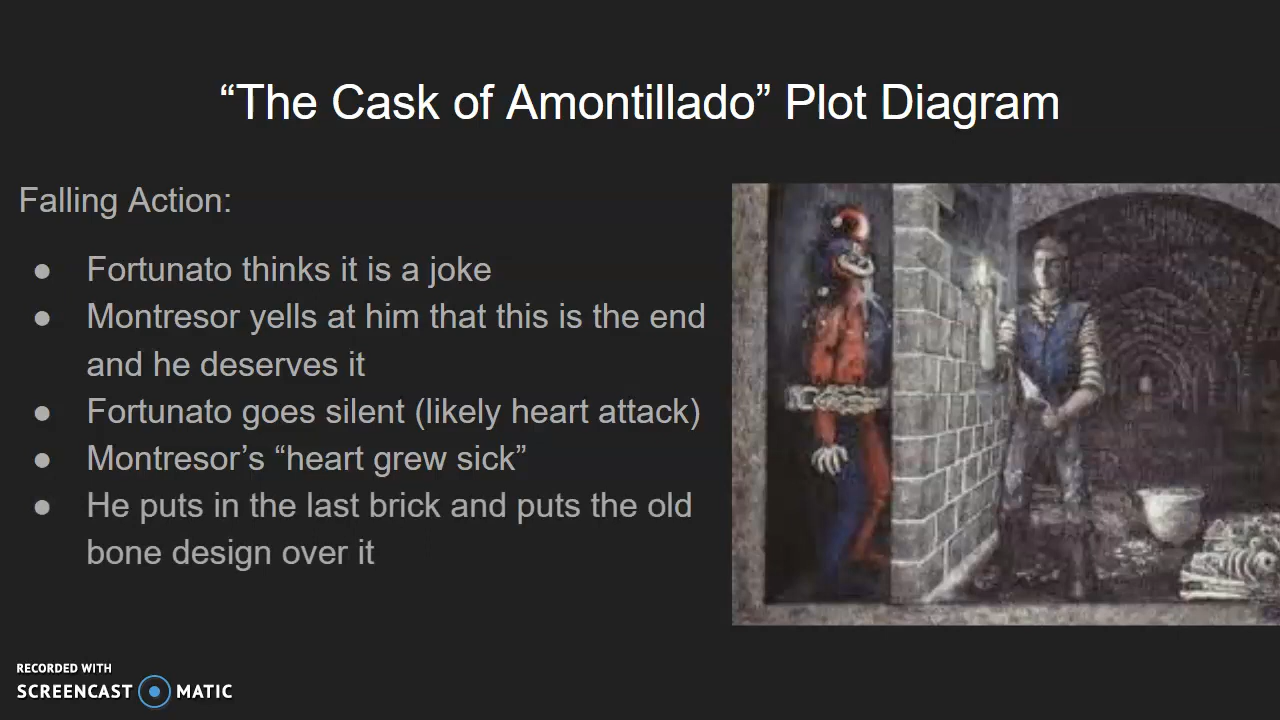 “The Cask of Amontillado” Plot Diagram
Falling Action:
● Fortunato thinks it is a joke
● Montresor yells at him that this is the end
and he deserves it
● Fortunato goes silent (likely heart attack)
● Montresor’s “heart grew sick”
● He puts in the last brick and puts the old
bone design over it
RECORDED WITH
SCREENCAST MATIC